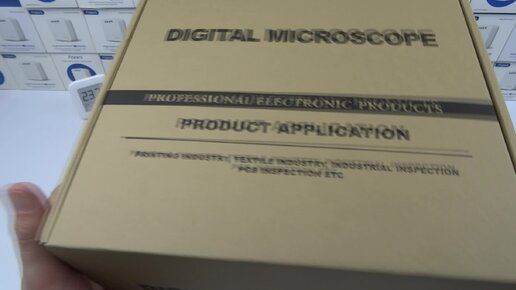 DIGITAL MICROSCOPE
PROFESSIONAL ELECTRONIC PRODUCTS
PRODUCT APPLICATION
PRINTING INDUSTRY, TEXTILE INDUSTRY, INDUSTRIAL INSPECTION
PCB INSPECTION ETC